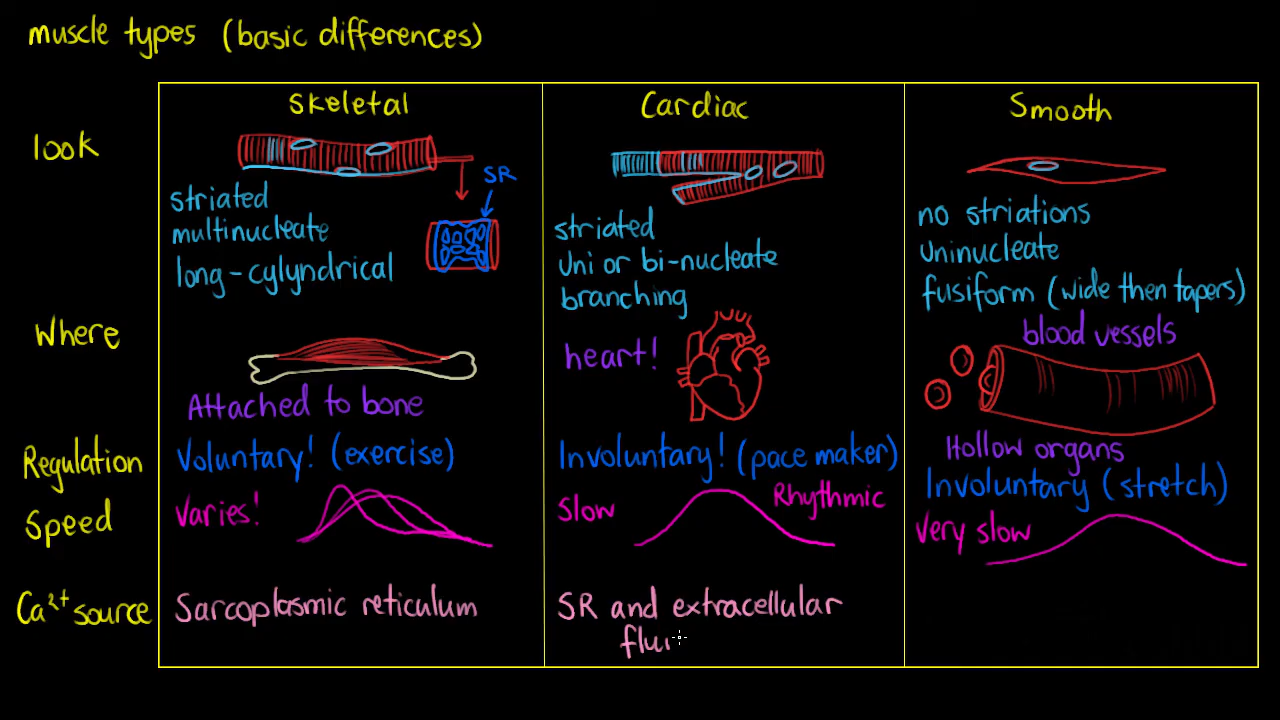 muscle types (basic differences)
Skeletal
Cardiac
Smooth
look
SR
striated
multinucleate
long-cylyndrical
striated
uni or bi-nucleate
branching
no striations
Uninucleate
fusiform (wide then tapers)
Where
Attached to bone
heart!
blood vessels
Hollow organs
Regulation
Voluntary! (exercise)
Involuntary! (pace maker)
Involuntary (stretch)
Speed
Varies!
Slow
Rhythmic
Very slow
Ca²⁺ source
Sarcoplasmic reticulum
SR and extracellular
flui